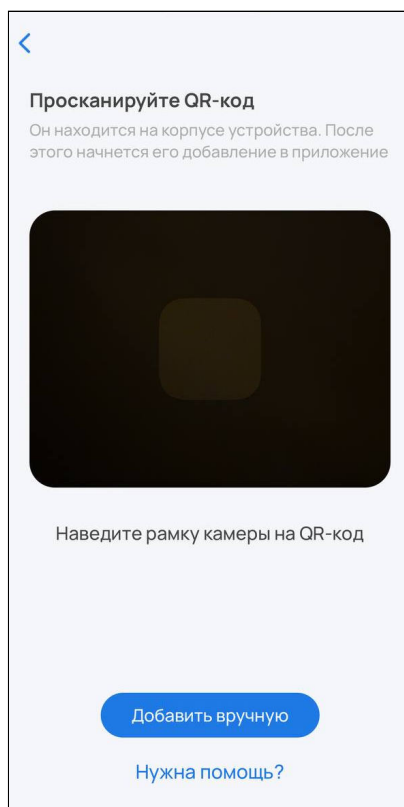 Просканируйте QR-код
Он находится на корпусе устройства. После
этого начнется его добавление в приложение
Наведите рамку камеры на QR-код
Добавить вручную
Нужна помощь?